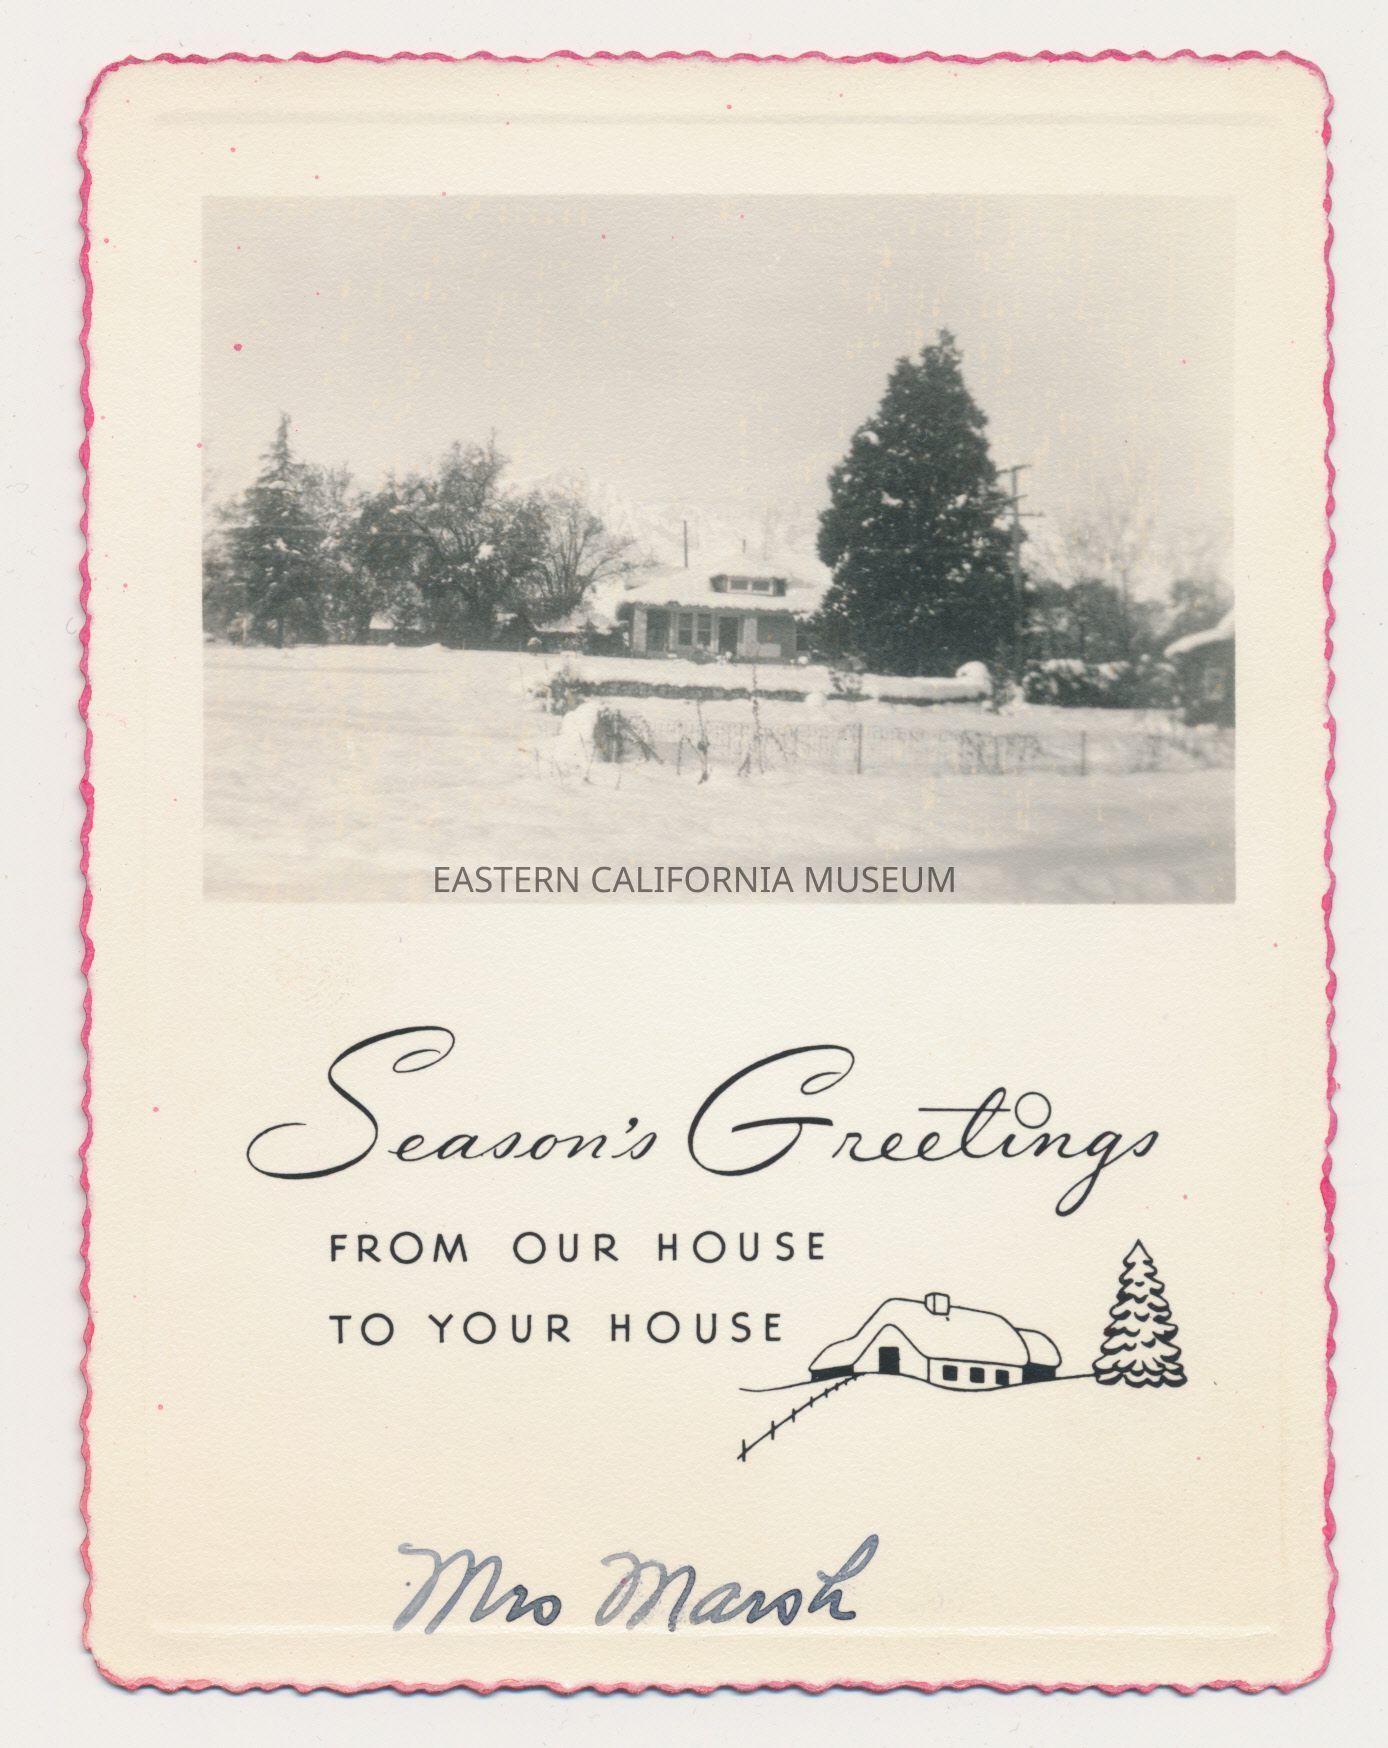 EASTERN CALIFORNIA MUSEUM
Season's Greetings
FROM OUR HOUSE
TO YOUR HOUSE
Mrs Marsh